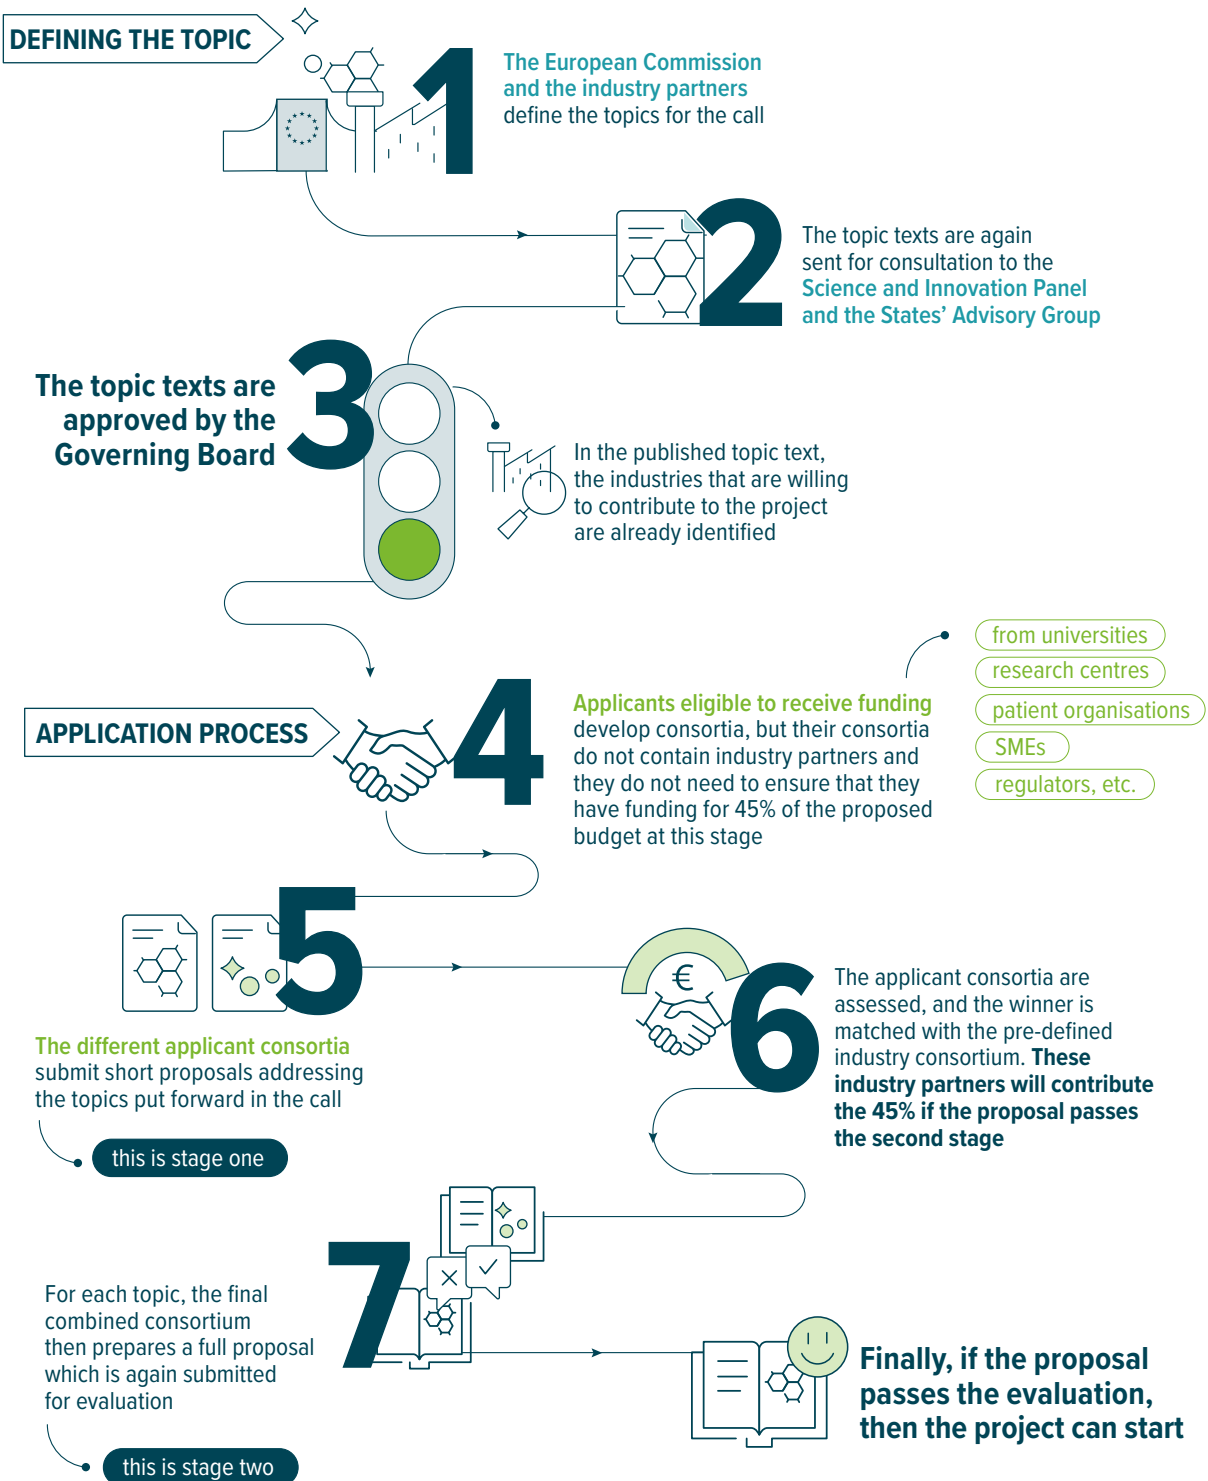 DEFINING THE TOPIC
1
The European Commission
and the industry partners
define the topics for the call
2
The topic texts are again
sent for consultation to the
Science and Innovation Panel
and the States’ Advisory Group
3
The topic texts are
approved by the
Governing Board
In the published topic text,
the industries that are willing
to contribute to the project
are already identified
APPLICATION PROCESS
4
Applicants eligible to receive funding
develop consortia, but their consortia
do not contain industry partners and
they do not need to ensure that they
have funding for 45% of the proposed
budget at this stage
from universities
research centres
patient organisations
SMEs
regulators, etc.
5
The different applicant consortia
submit short proposals addressing
the topics put forward in the call
this is stage one
€
6
The applicant consortia are
assessed, and the winner is
matched with the pre-defined
industry consortium. These
industry partners will contribute
the 45% if the proposal passes
the second stage
7
For each topic, the final
combined consortium
then prepares a full proposal
which is again submitted
for evaluation
this is stage two
Finally, if the proposal
passes the evaluation,
then the project can start